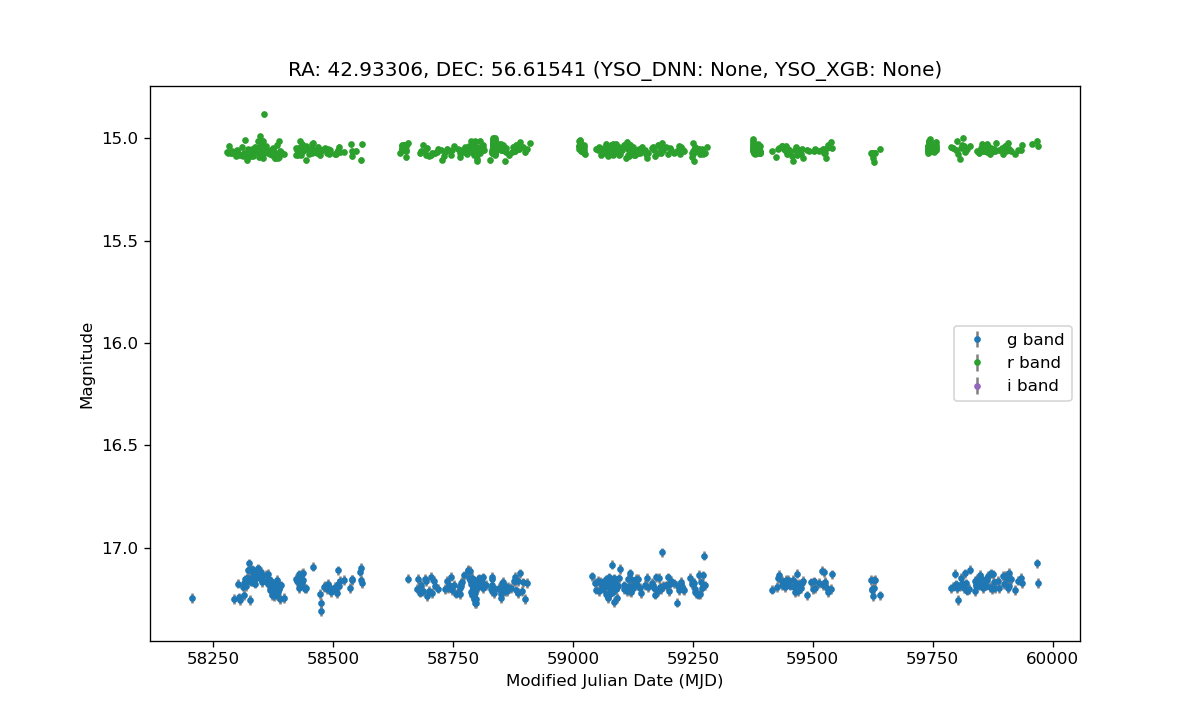 RA: 42.93306, DEC: 56.61541 (YSO_DNN: None, YSO_XGB: None)
15.0
15.5
16.0
16.5
17.0
Magnitude
g band
r band
i band
58250 58500 58750 59000 59250 59500 59750 60000
Modified Julian Date (MJD)